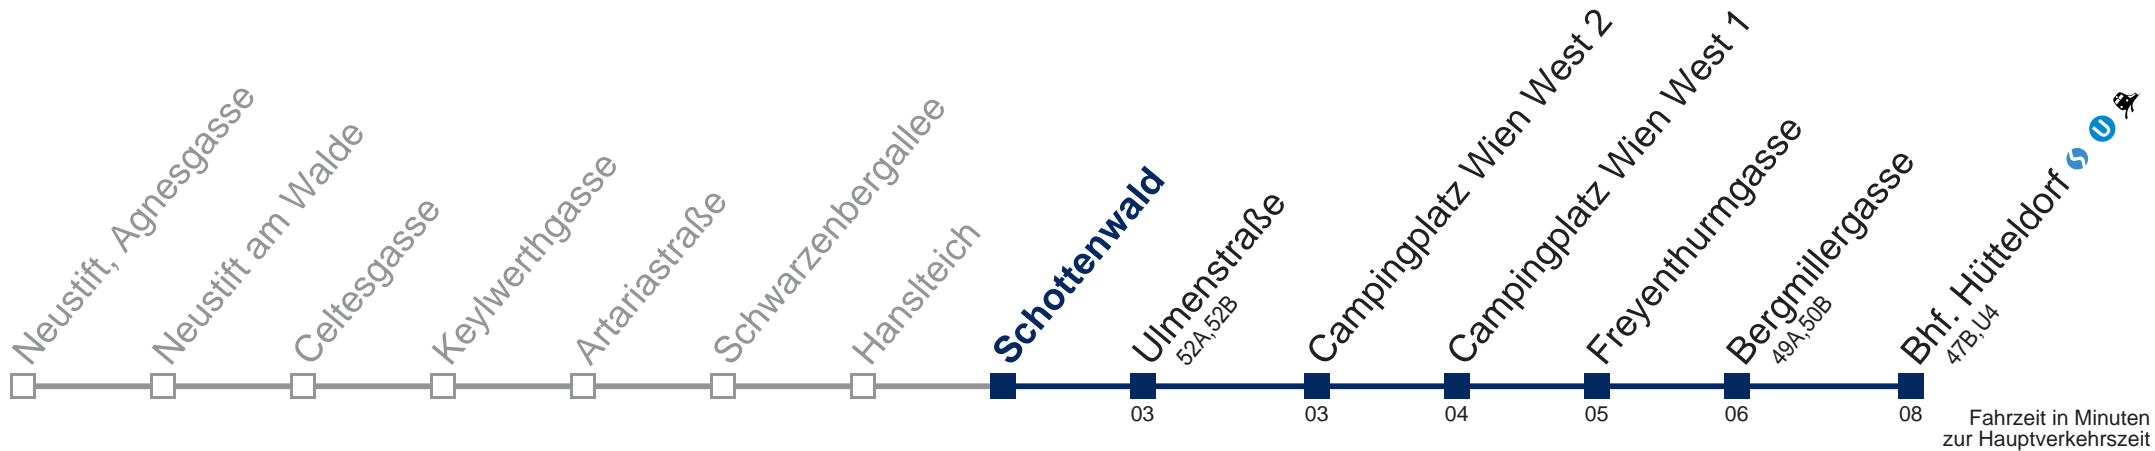 Neustift, Agnesgasse
Neustift am Walde
Celtesgasse
Keylwerthgasse
Artariastraße
Schwarzenbergallee
Hanslteich
Schottenwald
Ulmenstraße
52A,52B
Campingplatz Wien West 2
Campingplatz Wien West 1
Freyenthurmgasse
Bergmillergasse
49A,50B
Bhf. Hütteldorf S U
47B,U4
03 03 04 05 06 08
Fahrzeit in Minuten
zur Hauptverkehrszeit